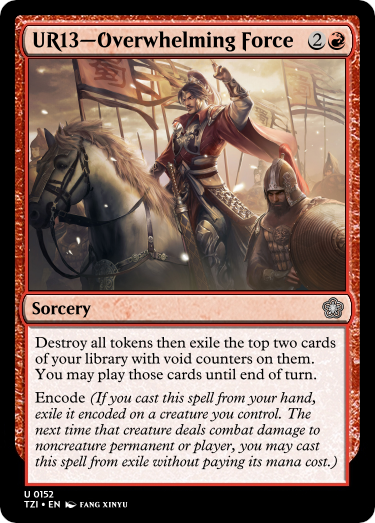 UR13—Overwhelming Force 2
Sorcery
Destroy all tokens then exile the top two cards
of your library with void counters on them.
You may play those cards until end of turn.
Encode (If you cast this spell from your hand,
exile it encoded on a creature you control. The
next time that creature deals combat damage to
noncreature permanent or player, you may cast
this spell from exile without paying its mana cost.)
U 0152
TZI • EN FANG XINYU